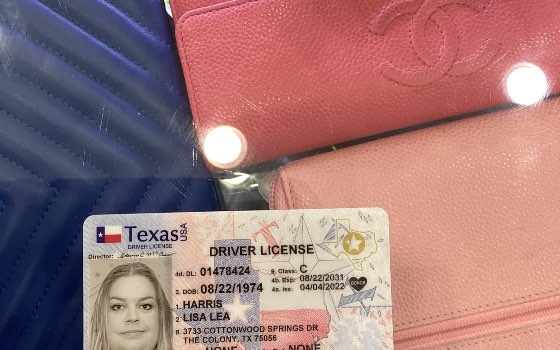 Texas USA
DRIVER LICENSE
Director:
DRIVER LICENSE
4d. DL: 01478424 9. Class: C
4b. Exp: 08/22/2031
3. DOB: 08/22/1974 4a. Iss: 04/04/2022
1. HARRIS
2. LISA LEA
8. 3733 COTTONWOOD SPRINGS DR
THE COLONY, TX 75056
NONE NONE
DONOR